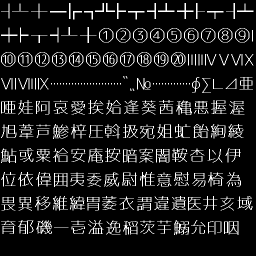 ①②③④⑤⑥⑦⑧⑨
⑩⑪⑫⑬⑭⑮⑯⑰⑱⑲⑳ⅠⅡⅢⅣⅤⅥ
ⅦⅧⅨ〝〟№∮∑∟⊿亜
唖娃阿哀愛挨姶逢葵茜穐悪握渥
旭葦芦鯵梓圧斡扱宛姐虻飴絢綾
鮎或粟袷安庵按暗案闇鞍杏以伊
位依偉囲夷委威尉惟意慰易椅為
畏異移維緯胃萎衣謂違遺医井亥域
育郁磯一壱溢逸稲茨芋鰯允印咽